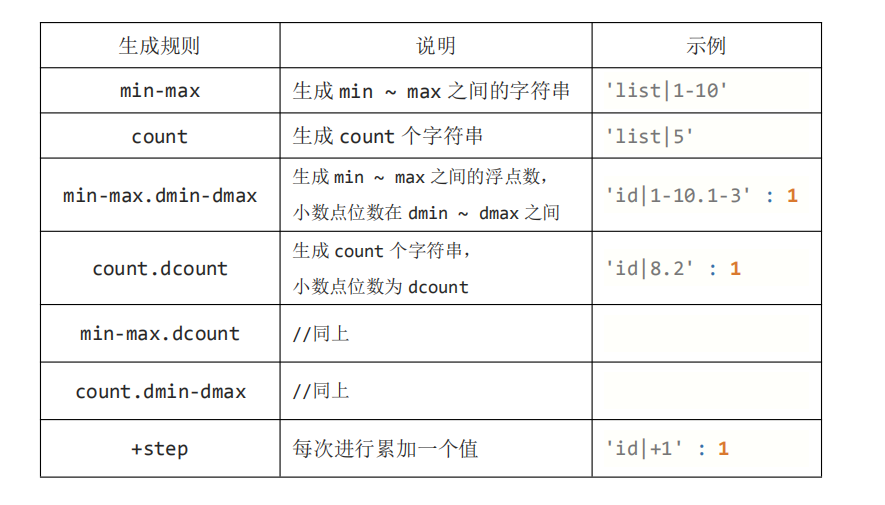 生成规则 说明 示例
min-max 生成 min ~ max 之间的字符串 'list|1-10'
count 生成 count 个字符串 'list|5'
min-max.dmin-dmax 生成 min ~ max 之间的浮点数， 'id|1-10.1-3' : 1
小数点位数在 dmin ~ dmax 之间
count.dcount 生成 count 个字符串， 'id|8.2' : 1
小数点位数为 dcount
min-max.dcount //同上
count.dmin-dmax //同上
+step 每次进行累加一个值 'id|+1' : 1